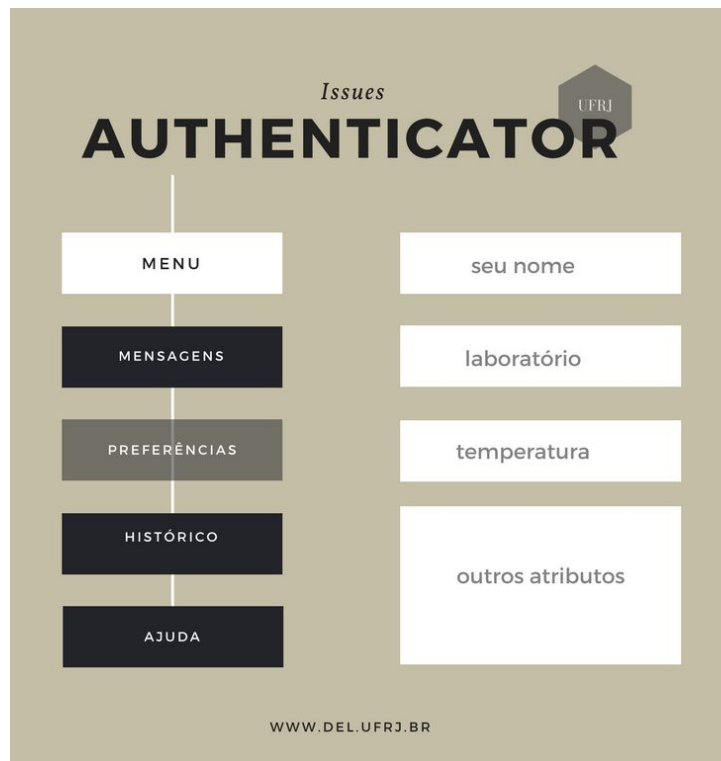 Issues
UFRJ
AUTHENTICATOR
MENU
seu nome
MENSAGENS
laboratório
PREFERÊNCIAS
temperatura
HISTÓRICO
outros atributos
AJUDA
WWW.DEL.UFRJ.BR